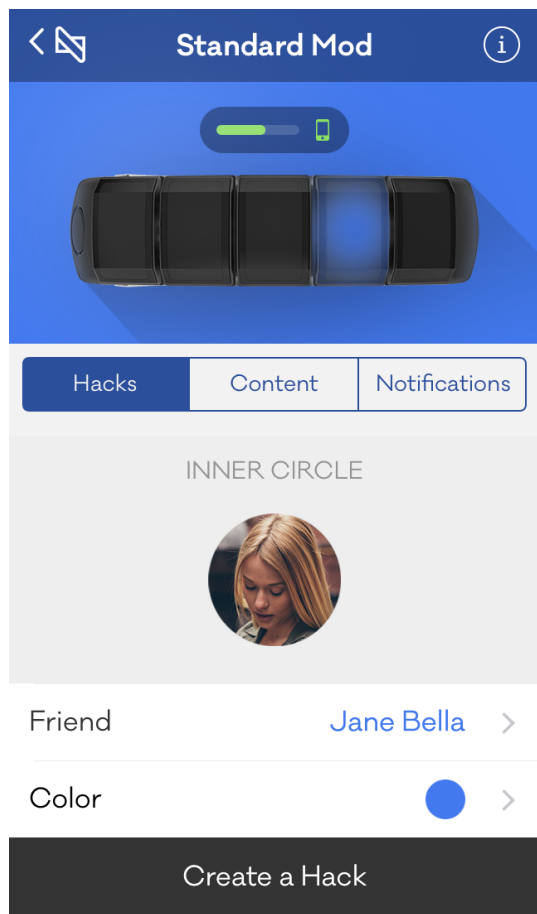 Standard Mod
i
Hacks
Content
Notifications
INNER CIRCLE
Friend
Jane Bella
Color
Create a Hack